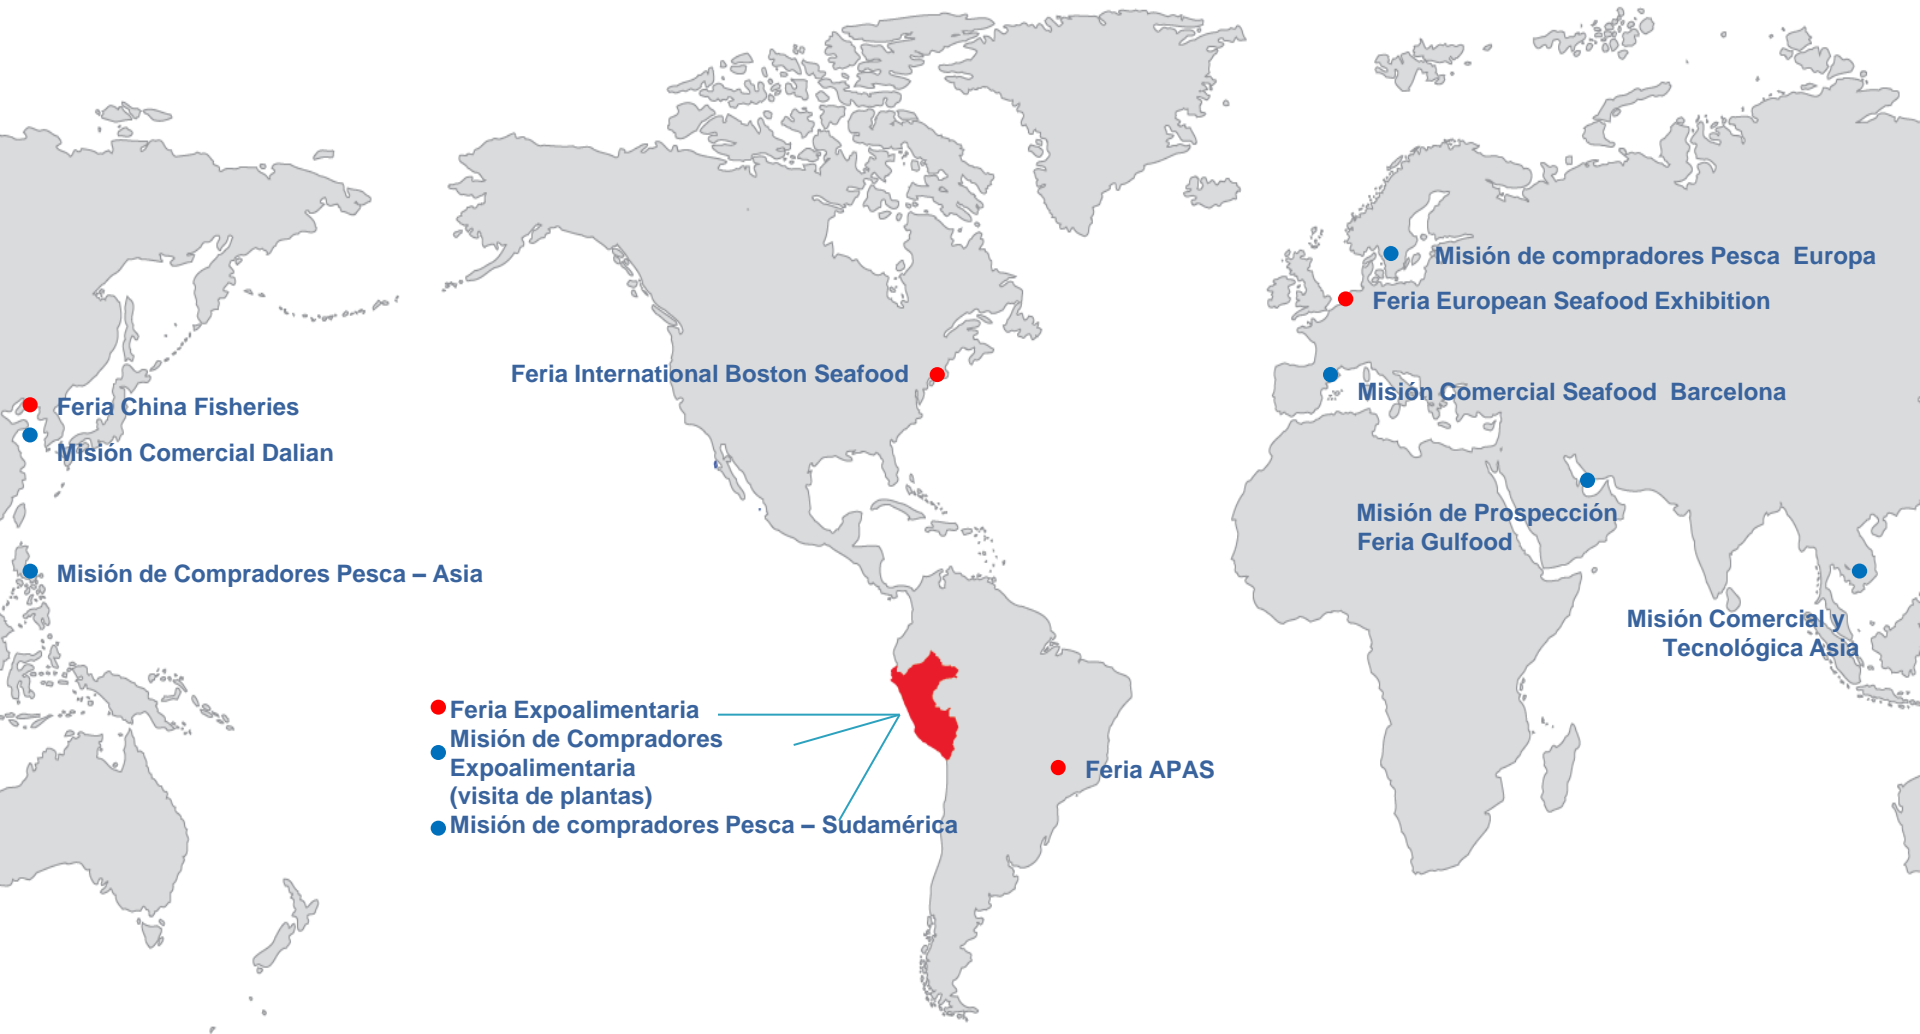 Misión de compradores Pesca Europa
Feria European Seafood Exhibition
Feria International Boston Seafood
Misión Comercial Seafood Barcelona
Feria China Fisheries
Misión Comercial Dalian
Misión de Prospección
Feria Gulfood
Misión de Compradores Pesca – Asia
Misión Comercial y
Tecnológica Asia
Feria Expoalimentaria
Misión de Compradores
Expoalimentaria
(visita de plantas)
Misión de compradores Pesca – Sudamérica
Feria APAS